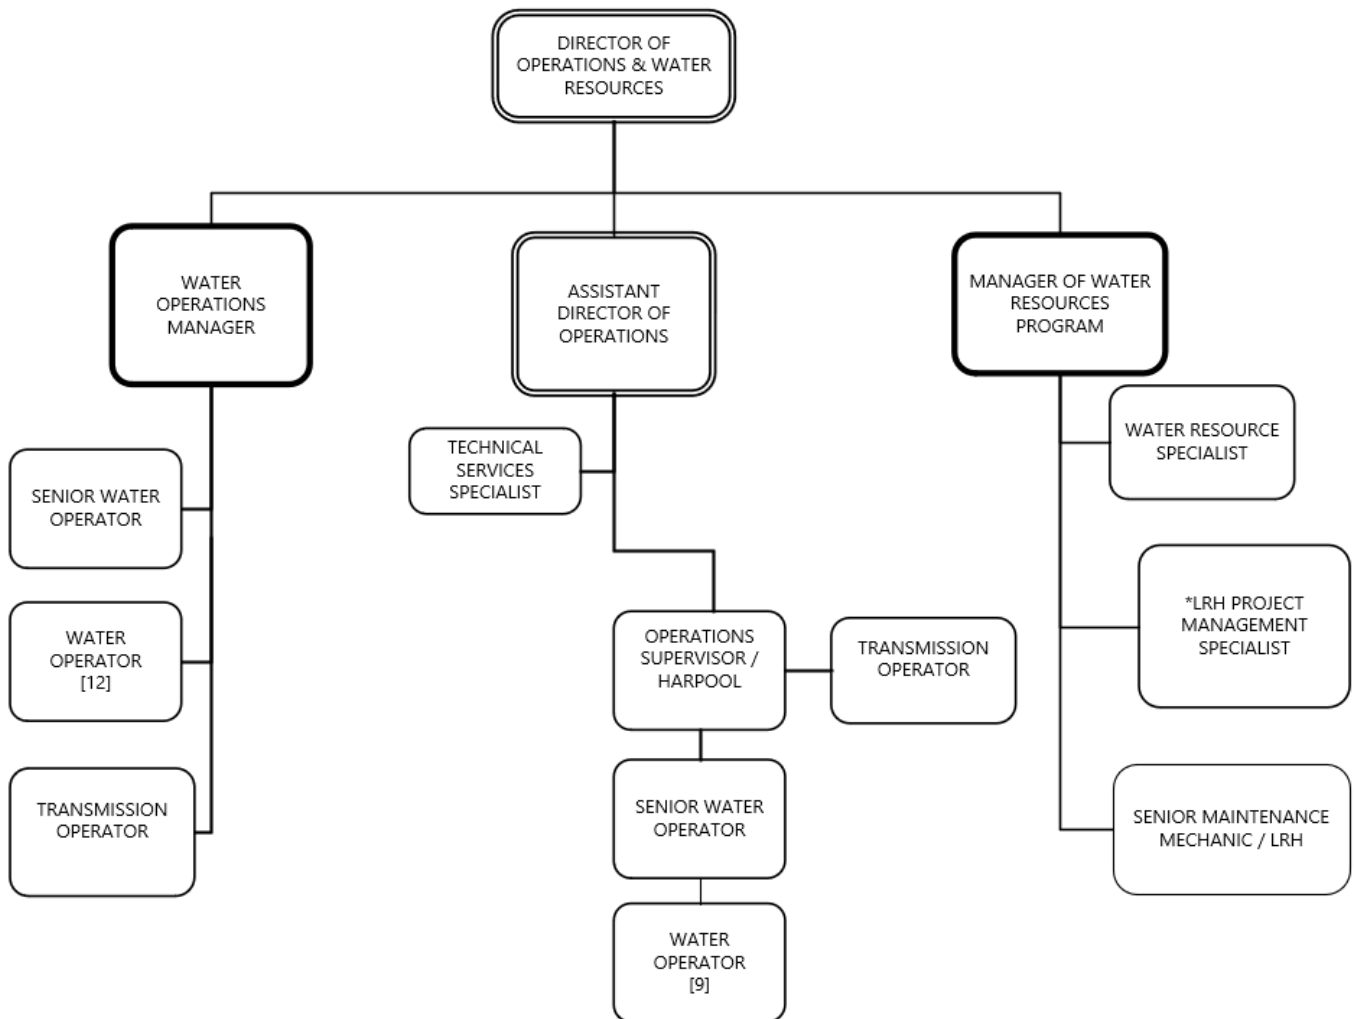 DIRECTOR OF
OPERATIONS & WATER
RESOURCES
WATER
OPERATIONS
MANAGER
ASSISTANT
DIRECTOR OF
OPERATIONS
MANAGER OF WATER
RESOURCES
PROGRAM
SENIOR WATER
OPERATOR
WATER
OPERATOR
[12]
TRANSMISSION
OPERATOR
TECHNICAL
SERVICES
SPECIALIST
OPERATIONS
SUPERVISOR /
HARPOOL
TRANSMISSION
OPERATOR
SENIOR WATER
OPERATOR
WATER
OPERATOR
[9]
WATER RESOURCE
SPECIALIST
*LRH PROJECT
MANAGEMENT
SPECIALIST
SENIOR MAINTENANCE
MECHANIC / LRH